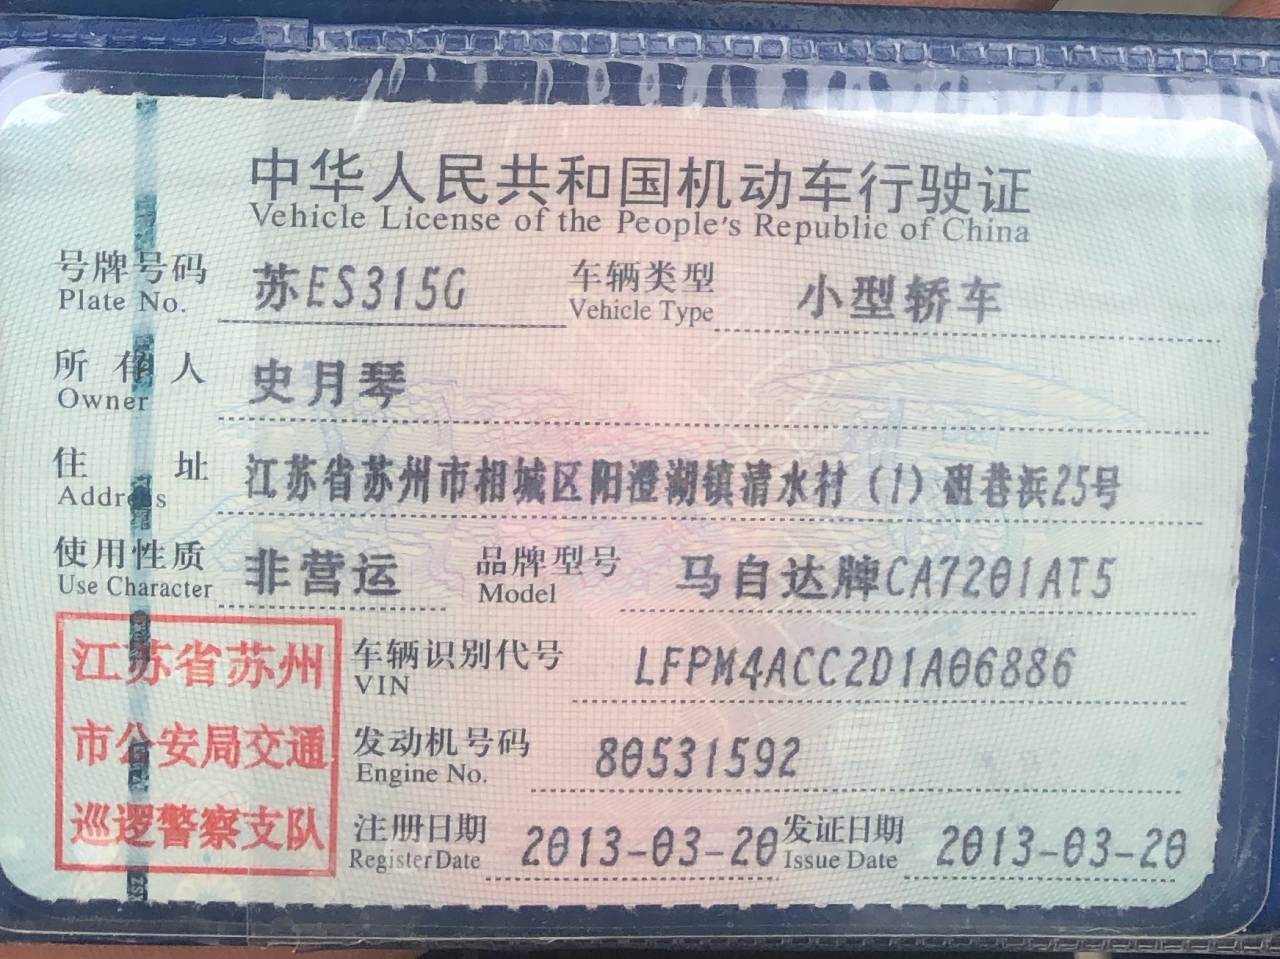 中华人民共和国机动车行驶证
Vehicle License of the People's Republic of China
号牌号码 苏ES315G 车辆类型 小型轿车
Plate No. Vehicle Type
所有人 史月琴
Owner
住址 江苏省苏州市相城区阳澄湖镇清水村（1）砠巷浜25号
Address
使用性质 非营运 品牌型号 马自达牌CA7201AT5
Use Character Model
江苏省苏州 车辆识别代号 LFPM4ACC2D1A06886
VIN
市公安局交通 发动机号码 80531592
Engine No.
巡逻警察支队 注册日期 2013-03-20 发证日期 2013-03-20
Register Date Issue Date